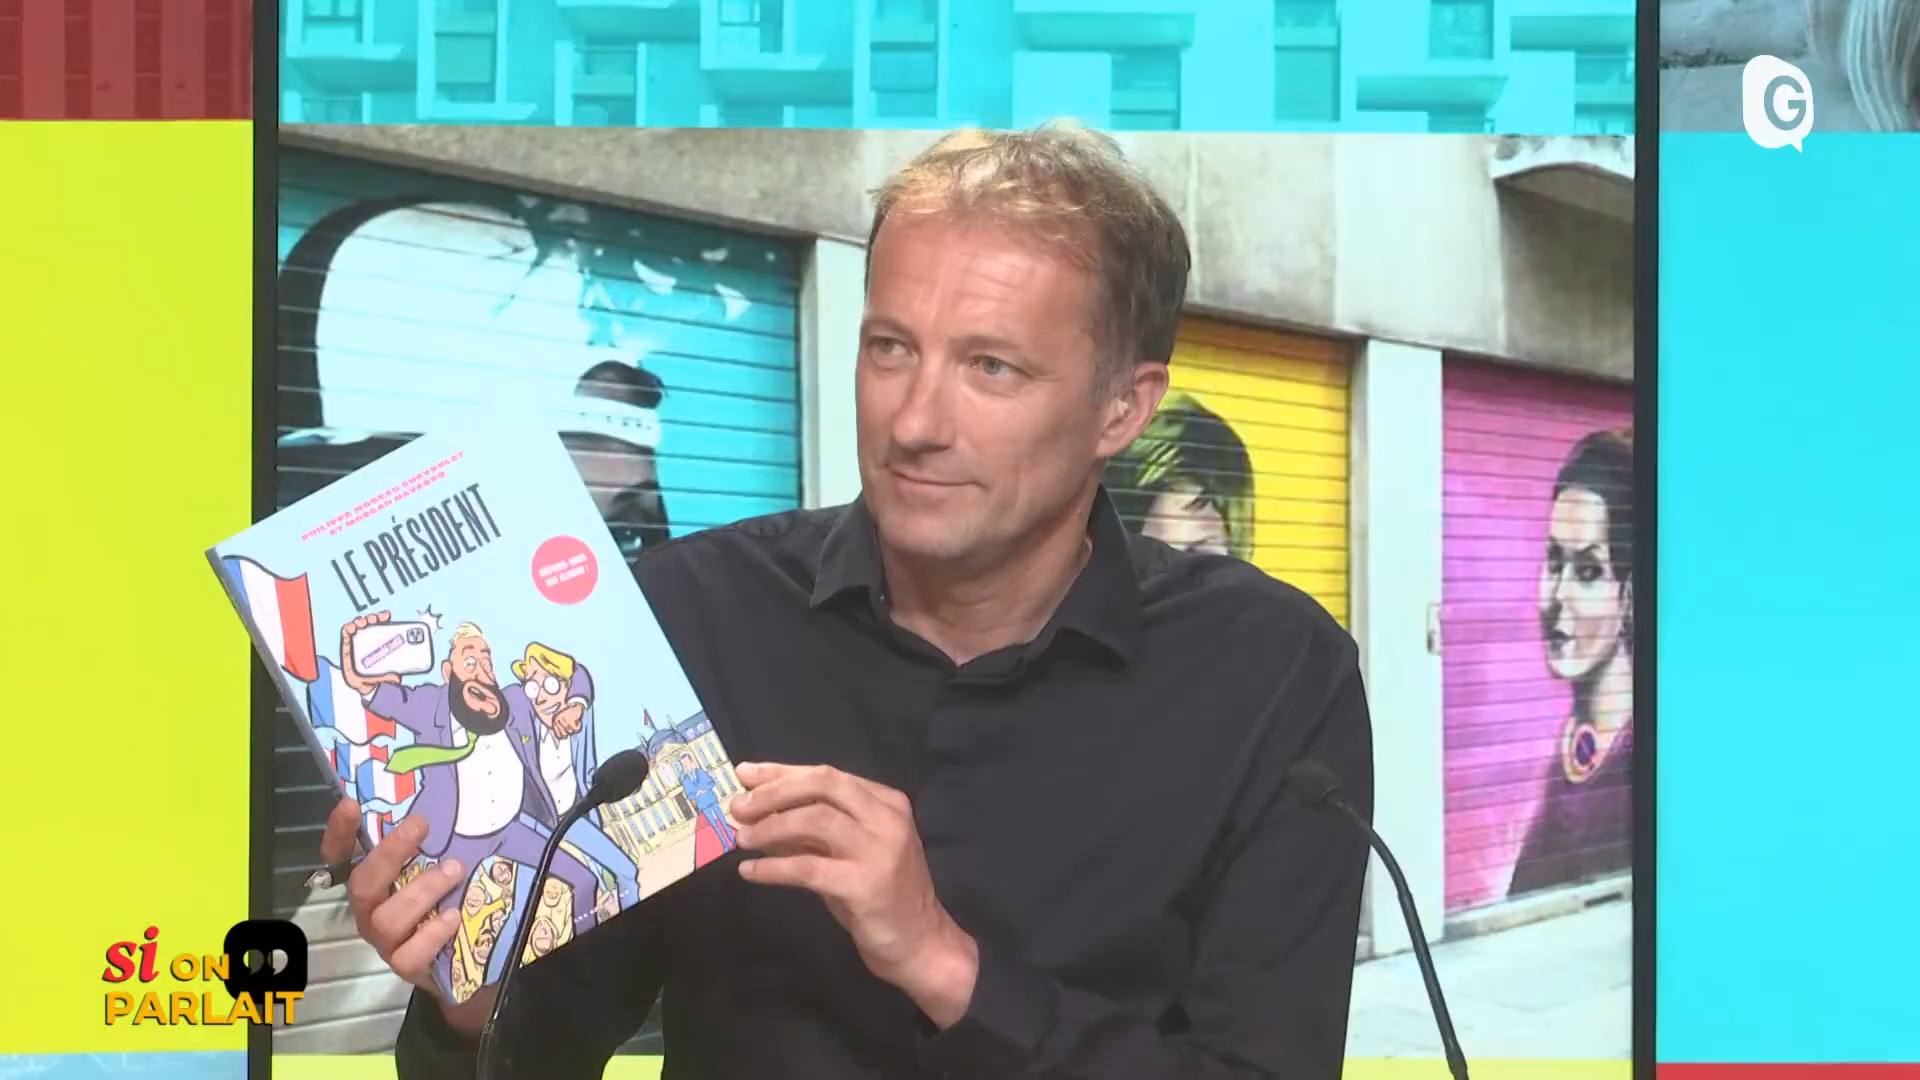 G
PHILIPPE MOREAU CHEVROLET
ET MORGAN NAVARRO
LE PRÉSIDENT
si ON
PARLAIT